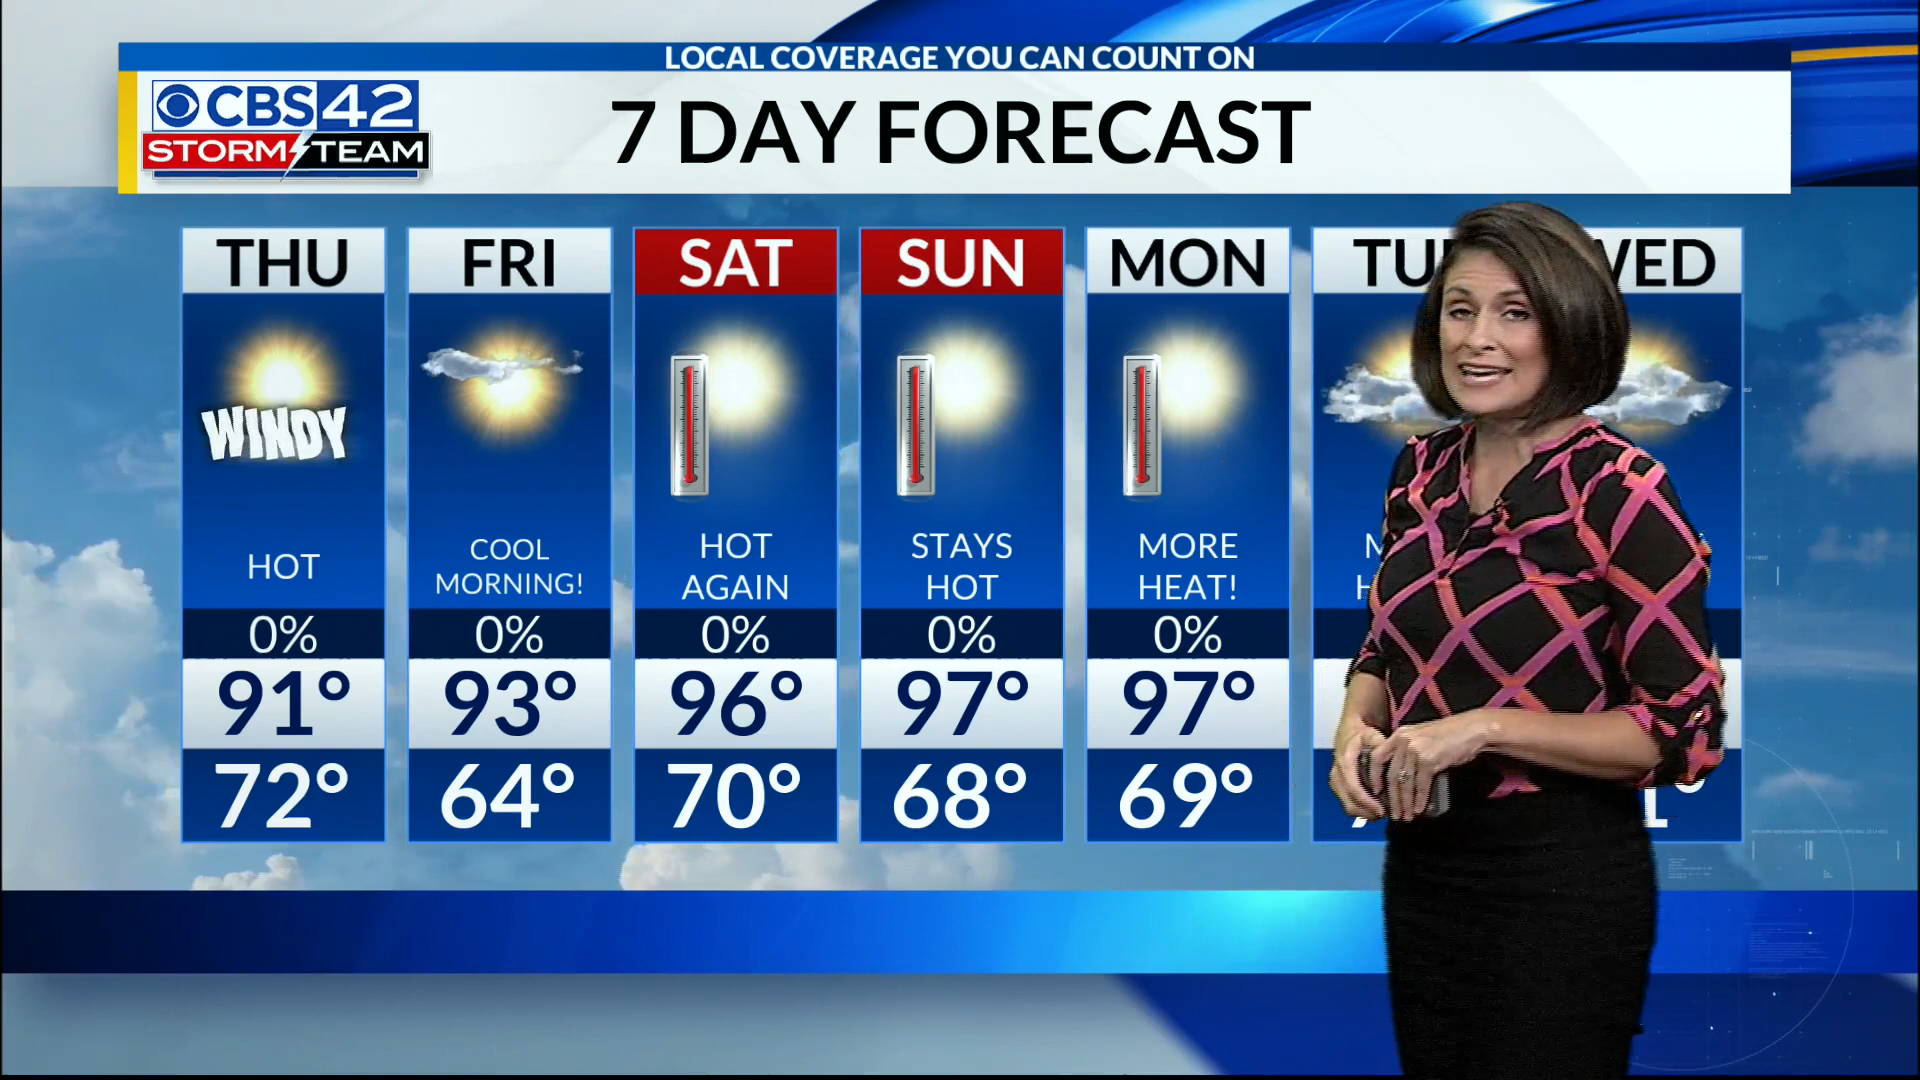 LOCAL COVERAGE YOU CAN COUNT ON
CBS 42
STORM TEAM
7 DAY FORECAST
THU
WINDY
HOT
0%
91°
72°
FRI
COOL
MORNING!
0%
93°
64°
SAT
HOT
AGAIN
0%
96°
70°
SUN
STAYS
HOT
0%
97°
68°
MON
MORE
HEAT!
0%
97°
69°